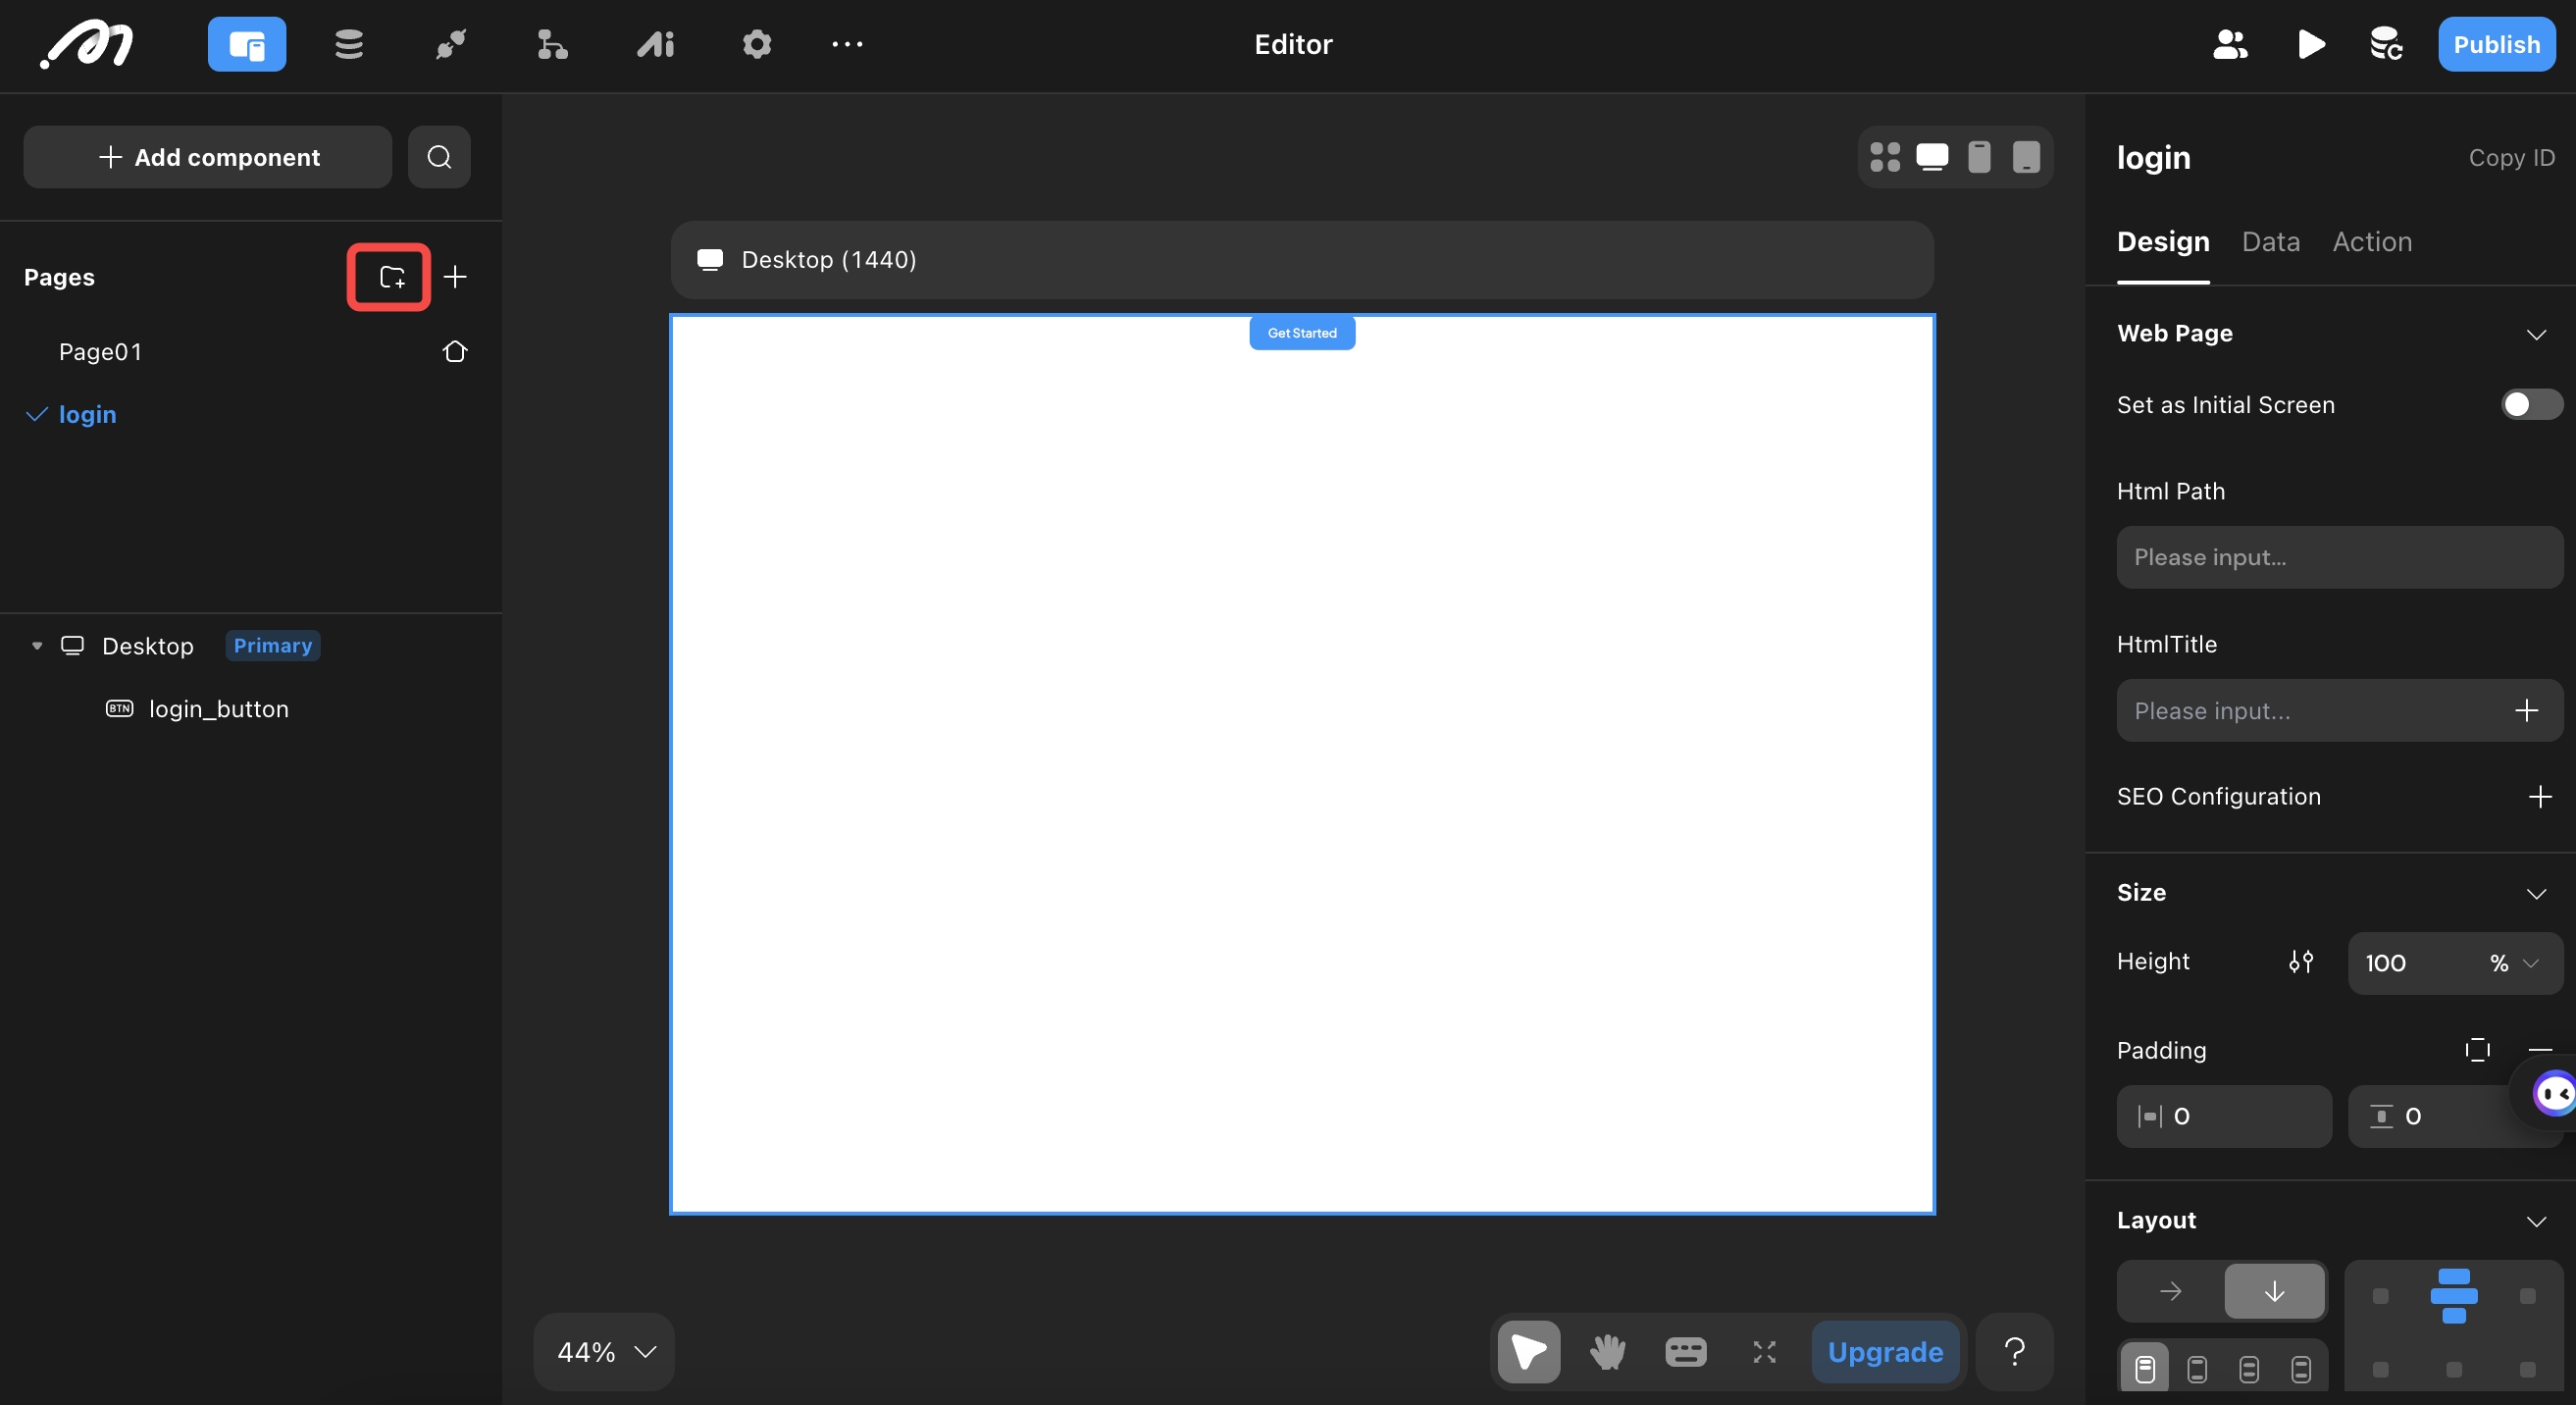 Ai
Editor
Publish
Add component
Pages
Page01
login
Desktop
Primary
BTN
login_button
Desktop (1440)
Get Started
44%
Upgrade
?
login
Copy ID
Design
Data
Action
Web Page
Set as Initial Screen
Html Path
Please input...
HtmlTitle
Please input...
SEO Configuration
Size
Height
100
%
Padding
0
0
Layout